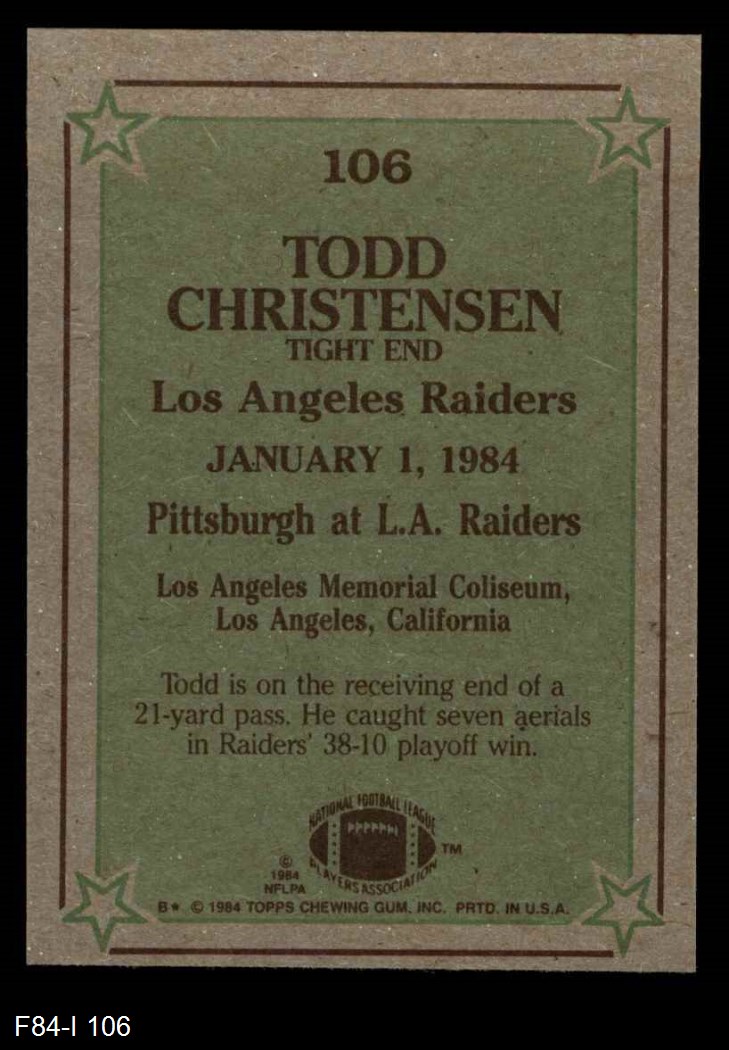 106
TODD
CHRISTENSEN
TIGHT END
Los Angeles Raiders
JANUARY 1, 1984
Pittsburgh at L.A. Raiders
Los Angeles Memorial Coliseum,
Los Angeles, California
Todd is on the receiving end of a
21-yard pass. He caught seven aerials
in Raiders' 38-10 playoff win.
NATIONAL FOOTBALL LEAGUE
PLAYERS ASSOCIATION
TM
©
1984
NFLPA
B★ © 1984 TOPPS CHEWING GUM, INC. PRTD. IN U.S.A.
F84-I 106